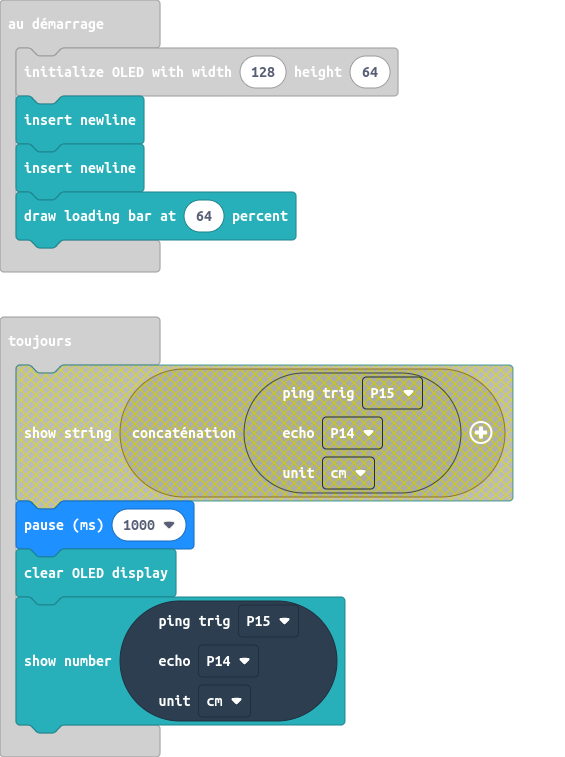 au démarrage
initialize OLED with width 128 height 64
insert newline
insert newline
draw loading bar at 64 percent
toujours
ping trig P15
show string concaténation echo P14
unit cm
pause (ms) 1000
clear OLED display
ping trig P15
show number echo P14
unit cm